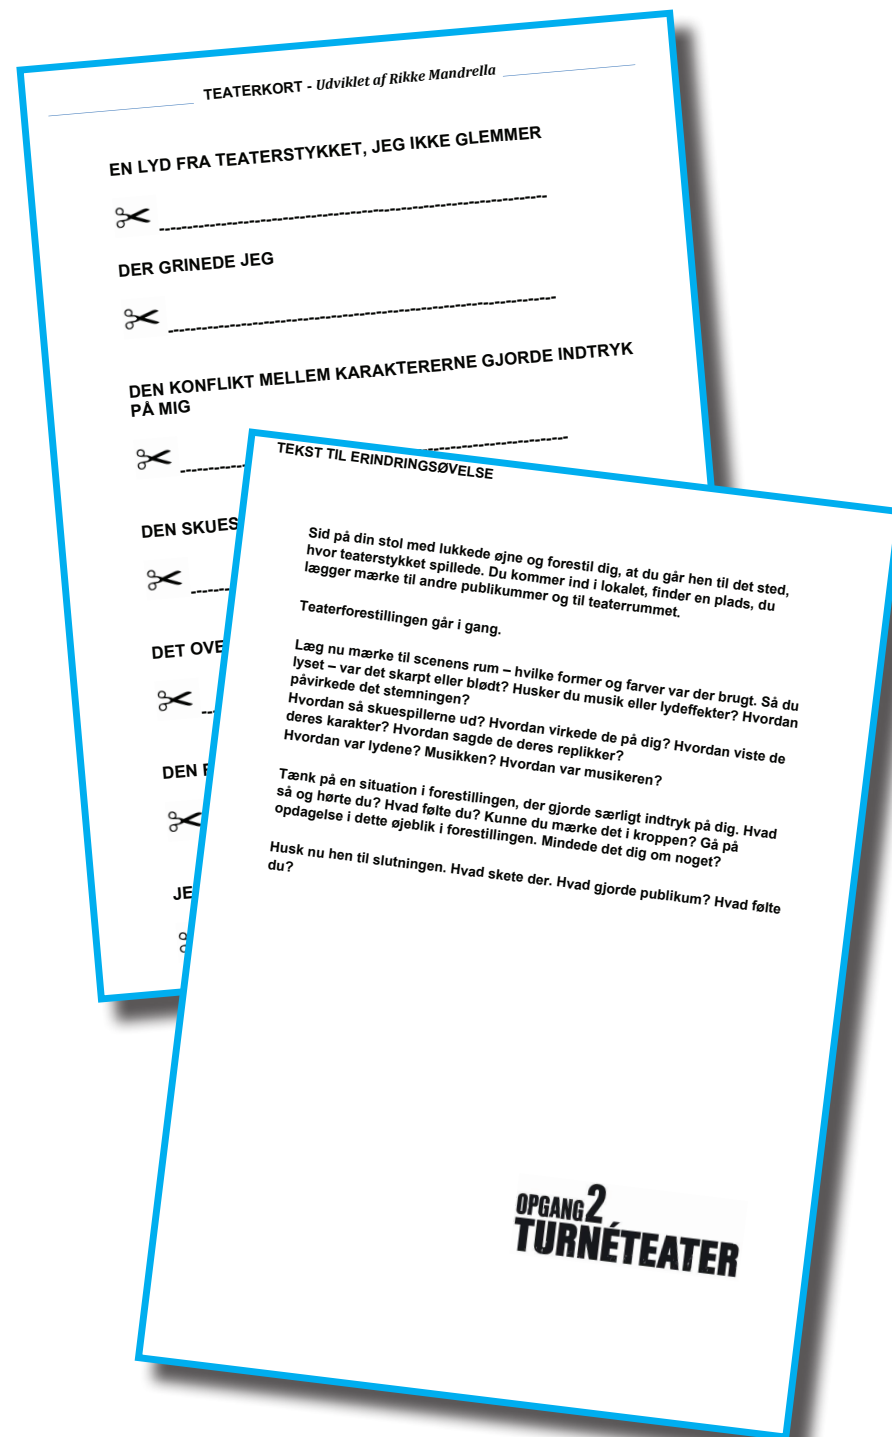 TEATERKORT - Udviklet af Rikke Mandrella
EN LYD FRA TEATERSTYKKET, JEG IKKE GLEMMER
DER GRINEDE JEG
DEN KONFLIKT MELLEM KARAKTERERNE GJORDE INDTRYK
PÅ MIG
DEN
DET
DEN
TEKST TIL ERINDRINGSØVELSE
Sid på din stol med lukkede øjne og forestil dig, at du går hen til det sted,
hvor teaterstykket spillede. Du kommer ind i lokalet, finder en plads, du
lægger mærke til andre publikummer og til teaterrummet.
Teaterforestillingen går i gang.
Læg nu mærke til scenens rum – hvilke former og farver var der brugt. Så du
lyset – var det skarpt eller blødt? Husker du musik eller lydeffekter? Hvordan
påvirkede det stemningen?
Hvordan så skuespillerne ud? Hvordan virkede de på dig? Hvordan viste de
deres karakter? Hvordan sagde de deres replikker?
Hvordan var lydene? Musikken? Hvordan var musikeren?
Tænk på en situation i forestillingen, der gjorde særligt indtryk på dig. Hvad
så og hørte du? Hvad følte du? Kunne du mærke det i kroppen? Gå på
opdagelse i dette øjeblik i forestillingen. Mindede det dig om noget?
Husk nu hen til slutningen. Hvad skete der. Hvad gjorde publikum? Hvad følte
du?
OPGANG2
TURNÉTEATER